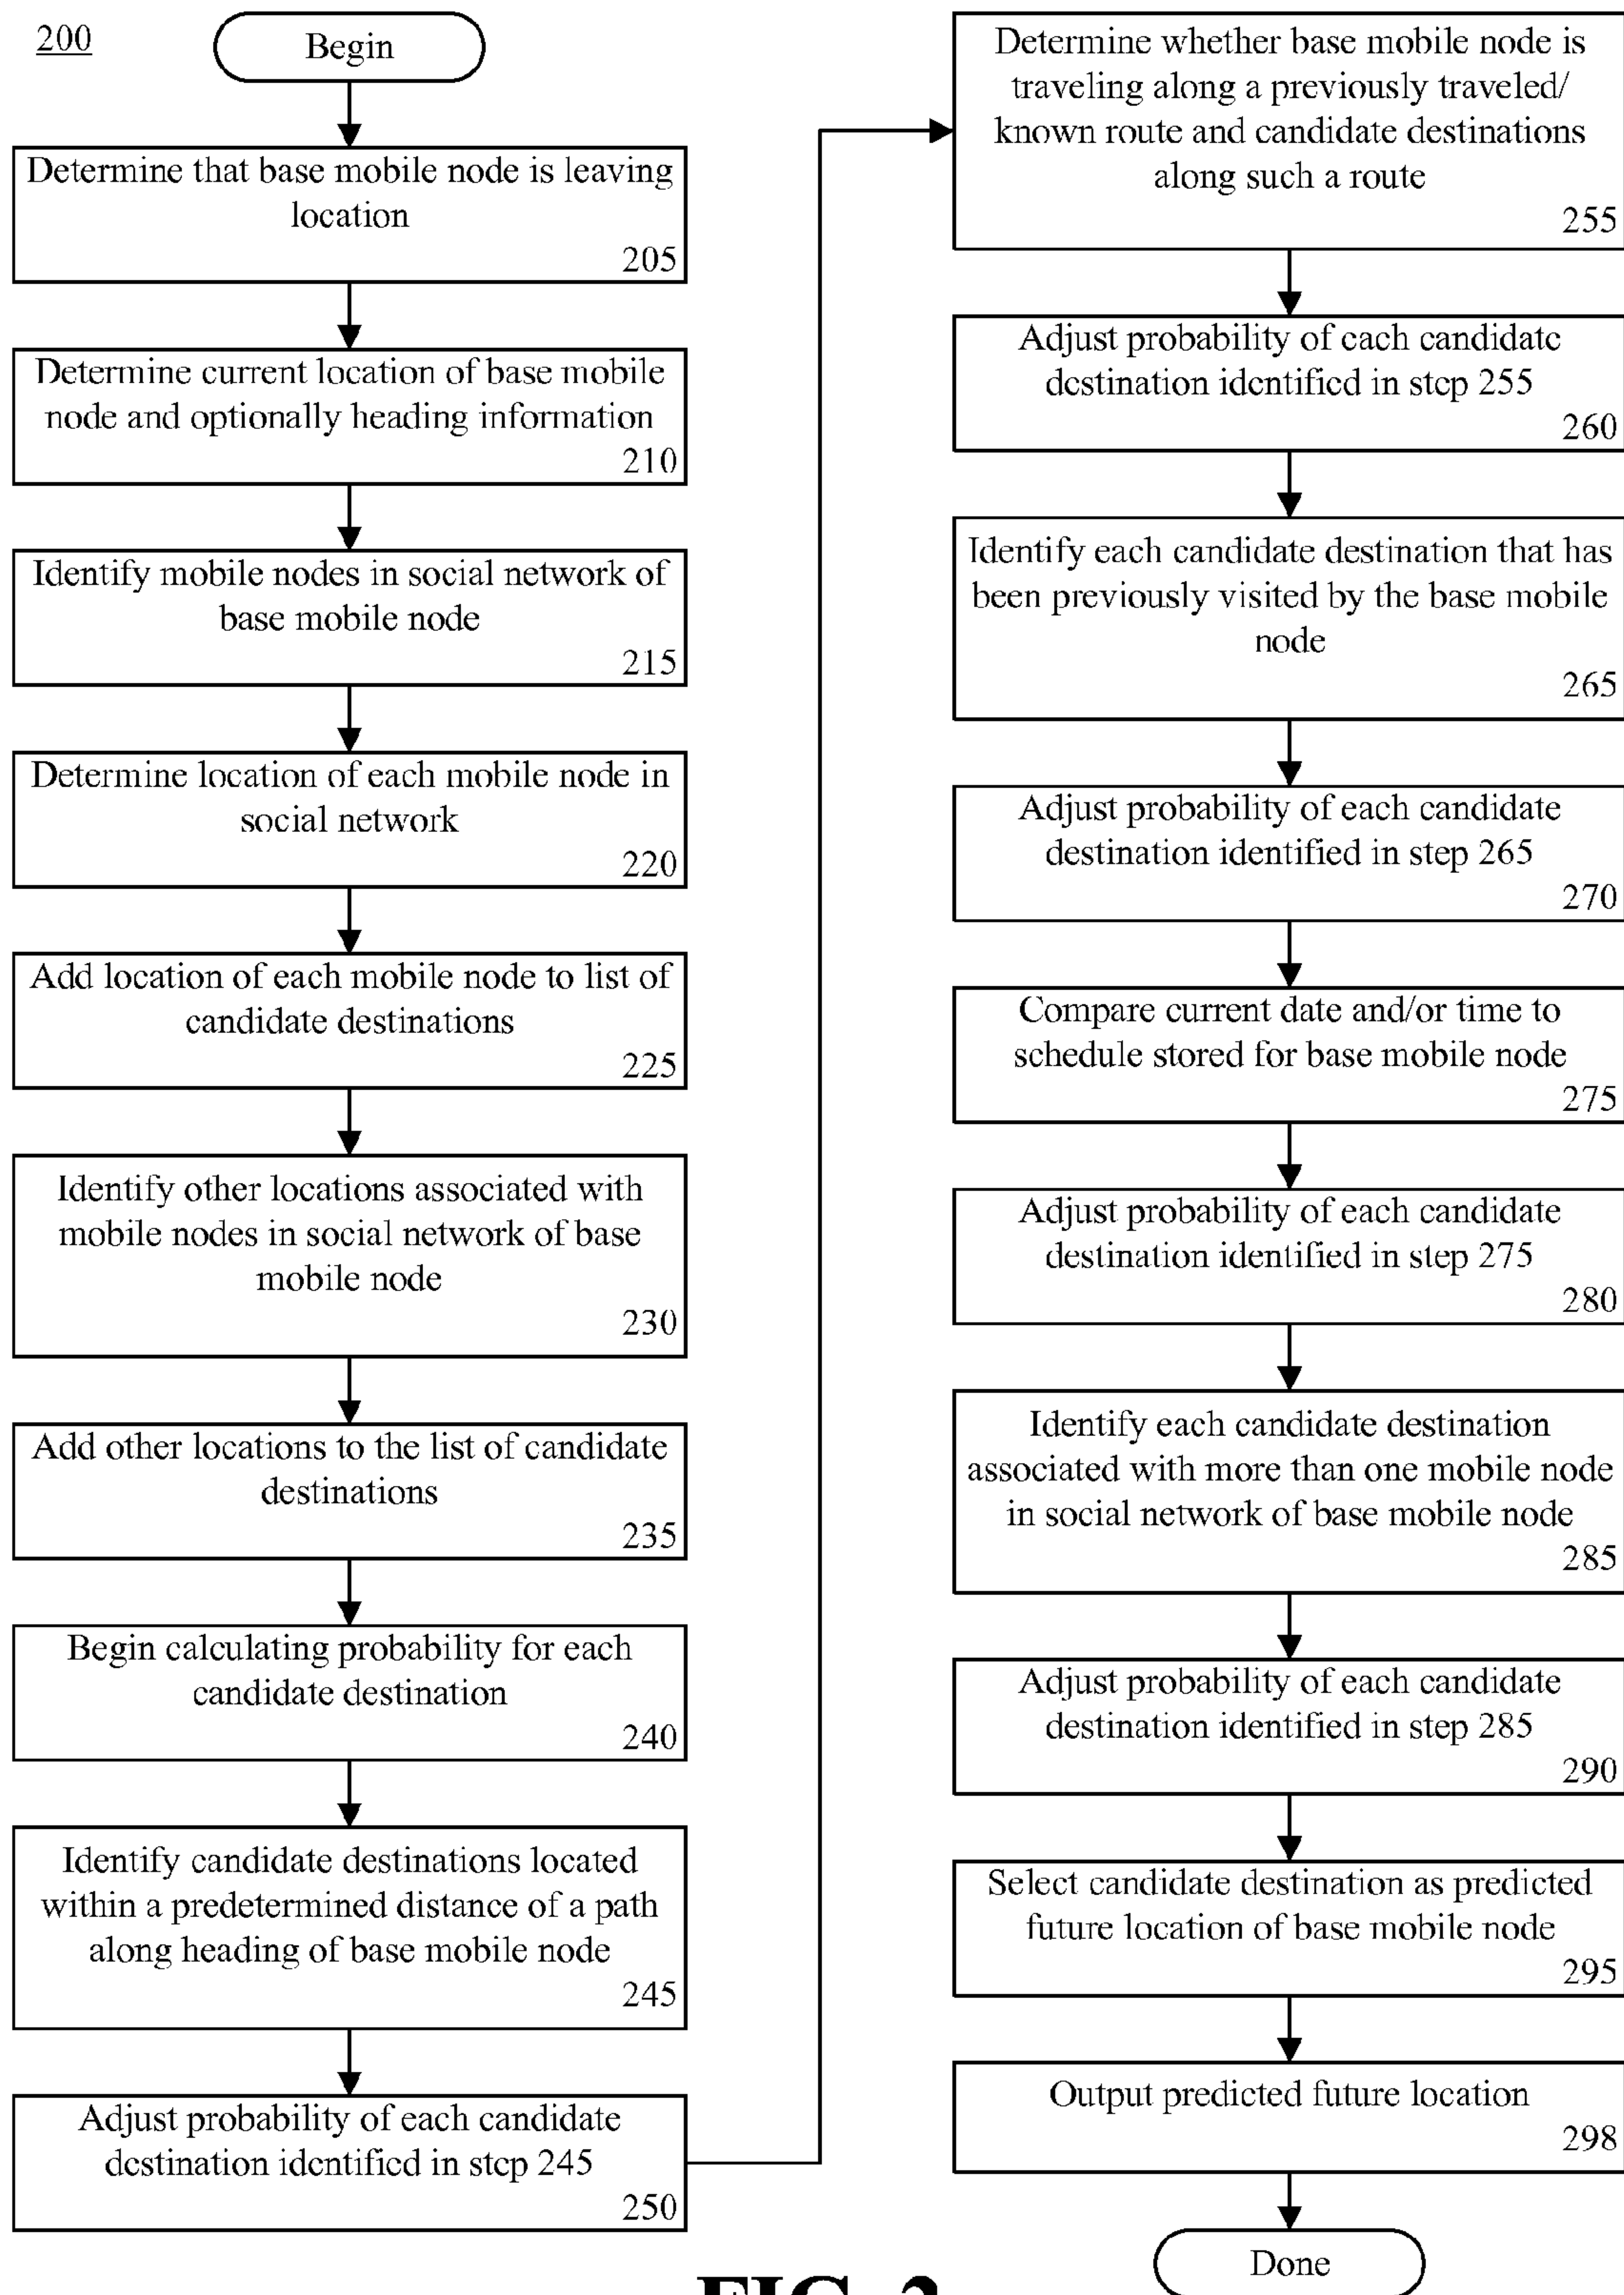 200
Begin
Determine that base mobile node is leaving
location
205
Determine current location of base mobile
node and optionally heading information
210
Identify mobile nodes in social network of
base mobile node
215
Determine location of each mobile node in
social network
220
Add location of each mobile node to list of
candidate destinations
225
Identify other locations associated with
mobile nodes in social network of base
mobile node
230
Add other locations to the list of candidate
destinations
235
Begin calculating probability for each
candidate destination
240
Identify candidate destinations located
within a predetermined distance of a path
along heading of base mobile node
245
Adjust probability of each candidate
destination identified in step 245
250
Determine whether base mobile node is
traveling along a previously traveled/
known route and candidate destinations
along such a route
255
Adjust probability of each candidate
destination identified in step 255
260
Identify each candidate destination that has
been previously visited by the base mobile
node
265
Adjust probability of each candidate
destination identified in step 265
270
Compare current date and/or time to
schedule stored for base mobile node
275
Adjust probability of each candidate
destination identified in step 275
280
Identify each candidate destination
associated with more than one mobile node
in social network of base mobile node
285
Adjust probability of each candidate
destination identified in step 285
290
Select candidate destination as predicted
future location of base mobile node
295
Output predicted future location
298
Done
FIG. 2